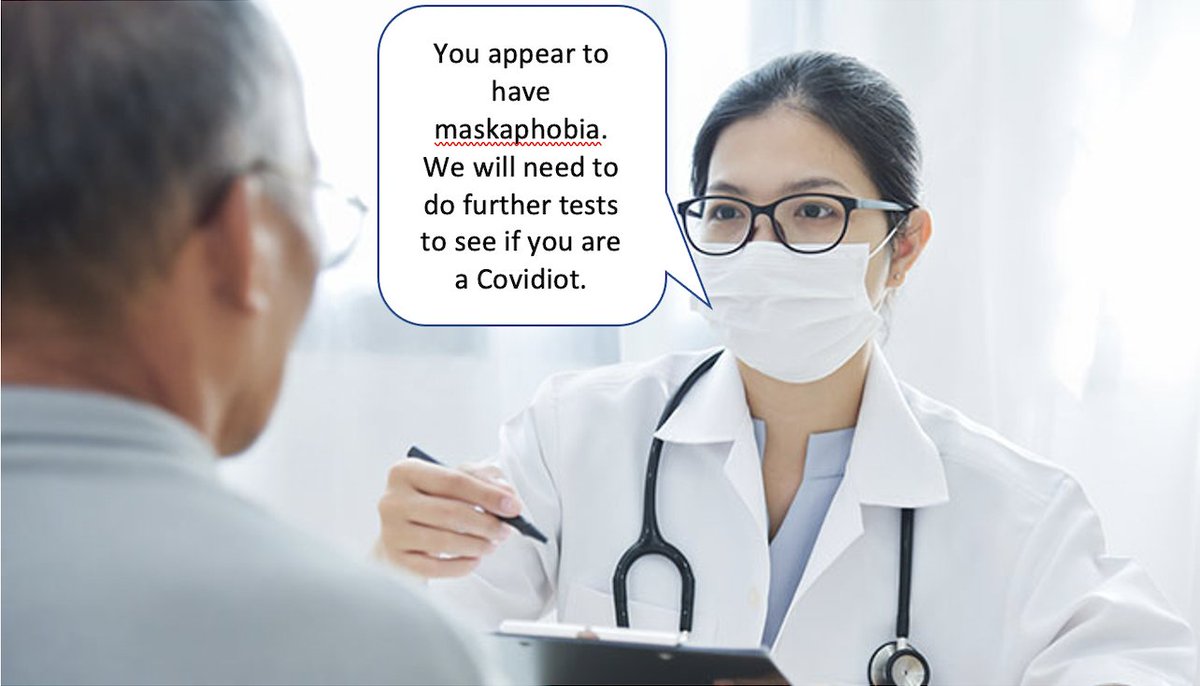 You appear to
have
maskaphobia.
We will need to
do further tests
to see if you are
a Covidiot.